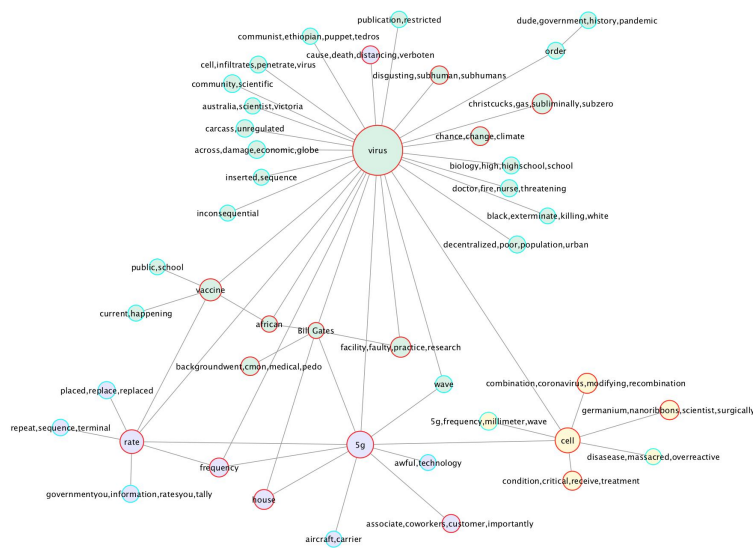 publication,restricted
dude,government,history,pandemic
communist,ethiopian,puppet,tedros
order
cause,death,distancing,verboten
cell,infiltrates,penetrate,virus
disgusting,subhuman,subhumans
community,scientific
australia,scientist,victoria
christcucks,gas,subliminally,subzero
carcass,unregulated
chance,change,climate
across,damage,economic,globe
virus
biology,high,highschool,school
inserted,sequence
doctor,fire,nurse,threatening
inconsequential
black,exterminate,killing,white
decentralized,poor,population,urban
public,school
vaccine
current,happening
african
Bill Gates
facility,faulty,practice,research
backgroundwent,cmon,medical,pedo
wave
combination,coronavirus,modifying,recombination
placed,replace,replaced
germanium,nanoribbons,scientist,surgically
5g,frequency,millimeter,wave
repeat,sequence,terminal
rate
5g
cell
disasease,massacred,overreactive
awful,technology
frequency
condition,critical,receive,treatment
governmentyou,information,ratesyou,tally
house
associate,coworkers,customer,importantly
aircraft,carrier